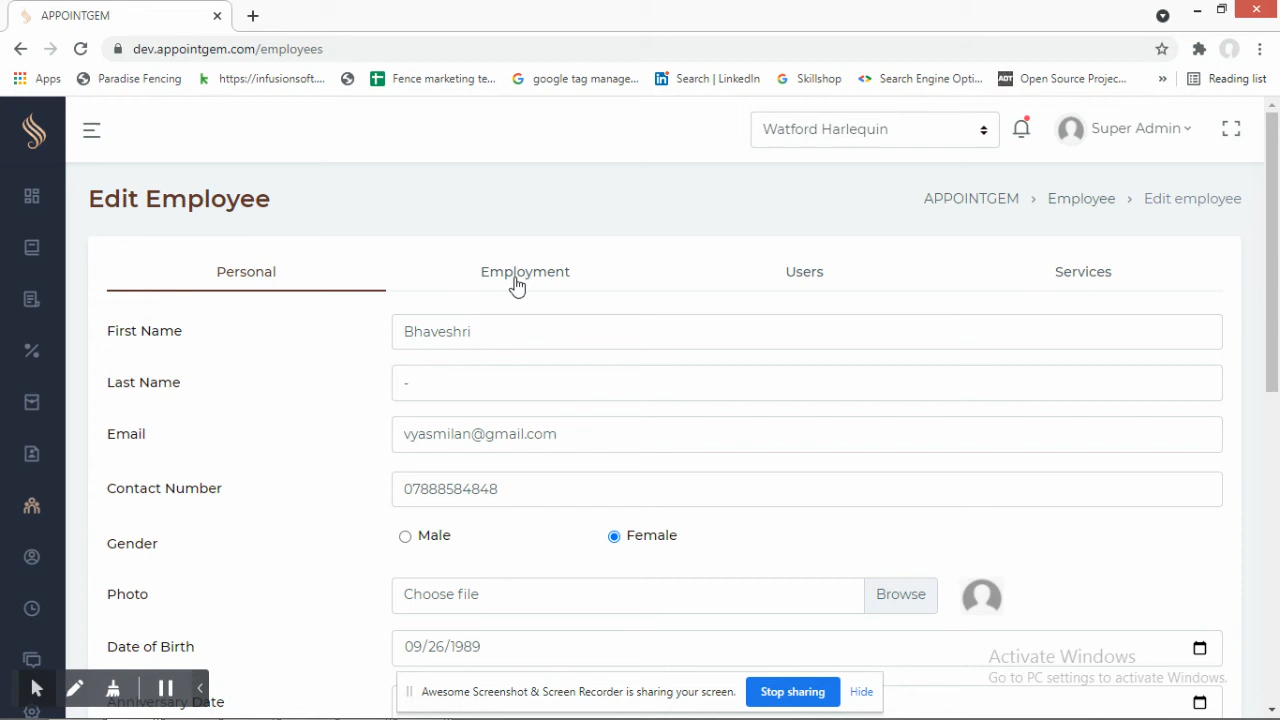 APPOINTGEM
dev.appointgem.com/employees
Apps Paradise Fencing https://infusionsoft.... Fence marketing te... google tag manage... Search | LinkedIn Skillshop Search Engine Opti... Open Source Projec... » Reading list
Watford Harlequin Super Admin
Edit Employee APPOINTGEM › Employee › Edit employee
Personal Employment Users Services
First Name Bhaveshri
Last Name -
Email vyasmilan@gmail.com
Contact Number 07888584848
Gender Male Female
Photo Choose file Browse
Date of Birth 09/26/1989
Activate Windows
Go to PC settings to activate Windows.
Awesome Screenshot & Screen Recorder is sharing your screen. Stop sharing Hide
Anniversary Date